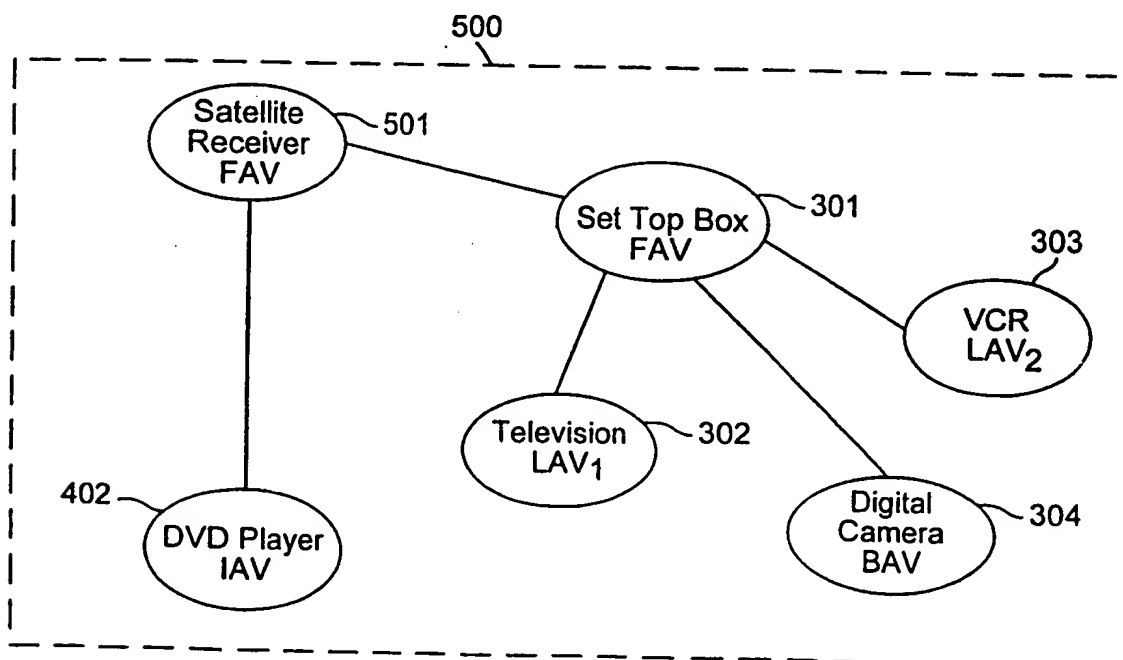 500
Satellite
Receiver
FAV
501
Set Top Box
FAV
301
303
VCR
LAV2
Television
LAV1
302
402
DVD Player
IAV
Digital
Camera
BAV
304